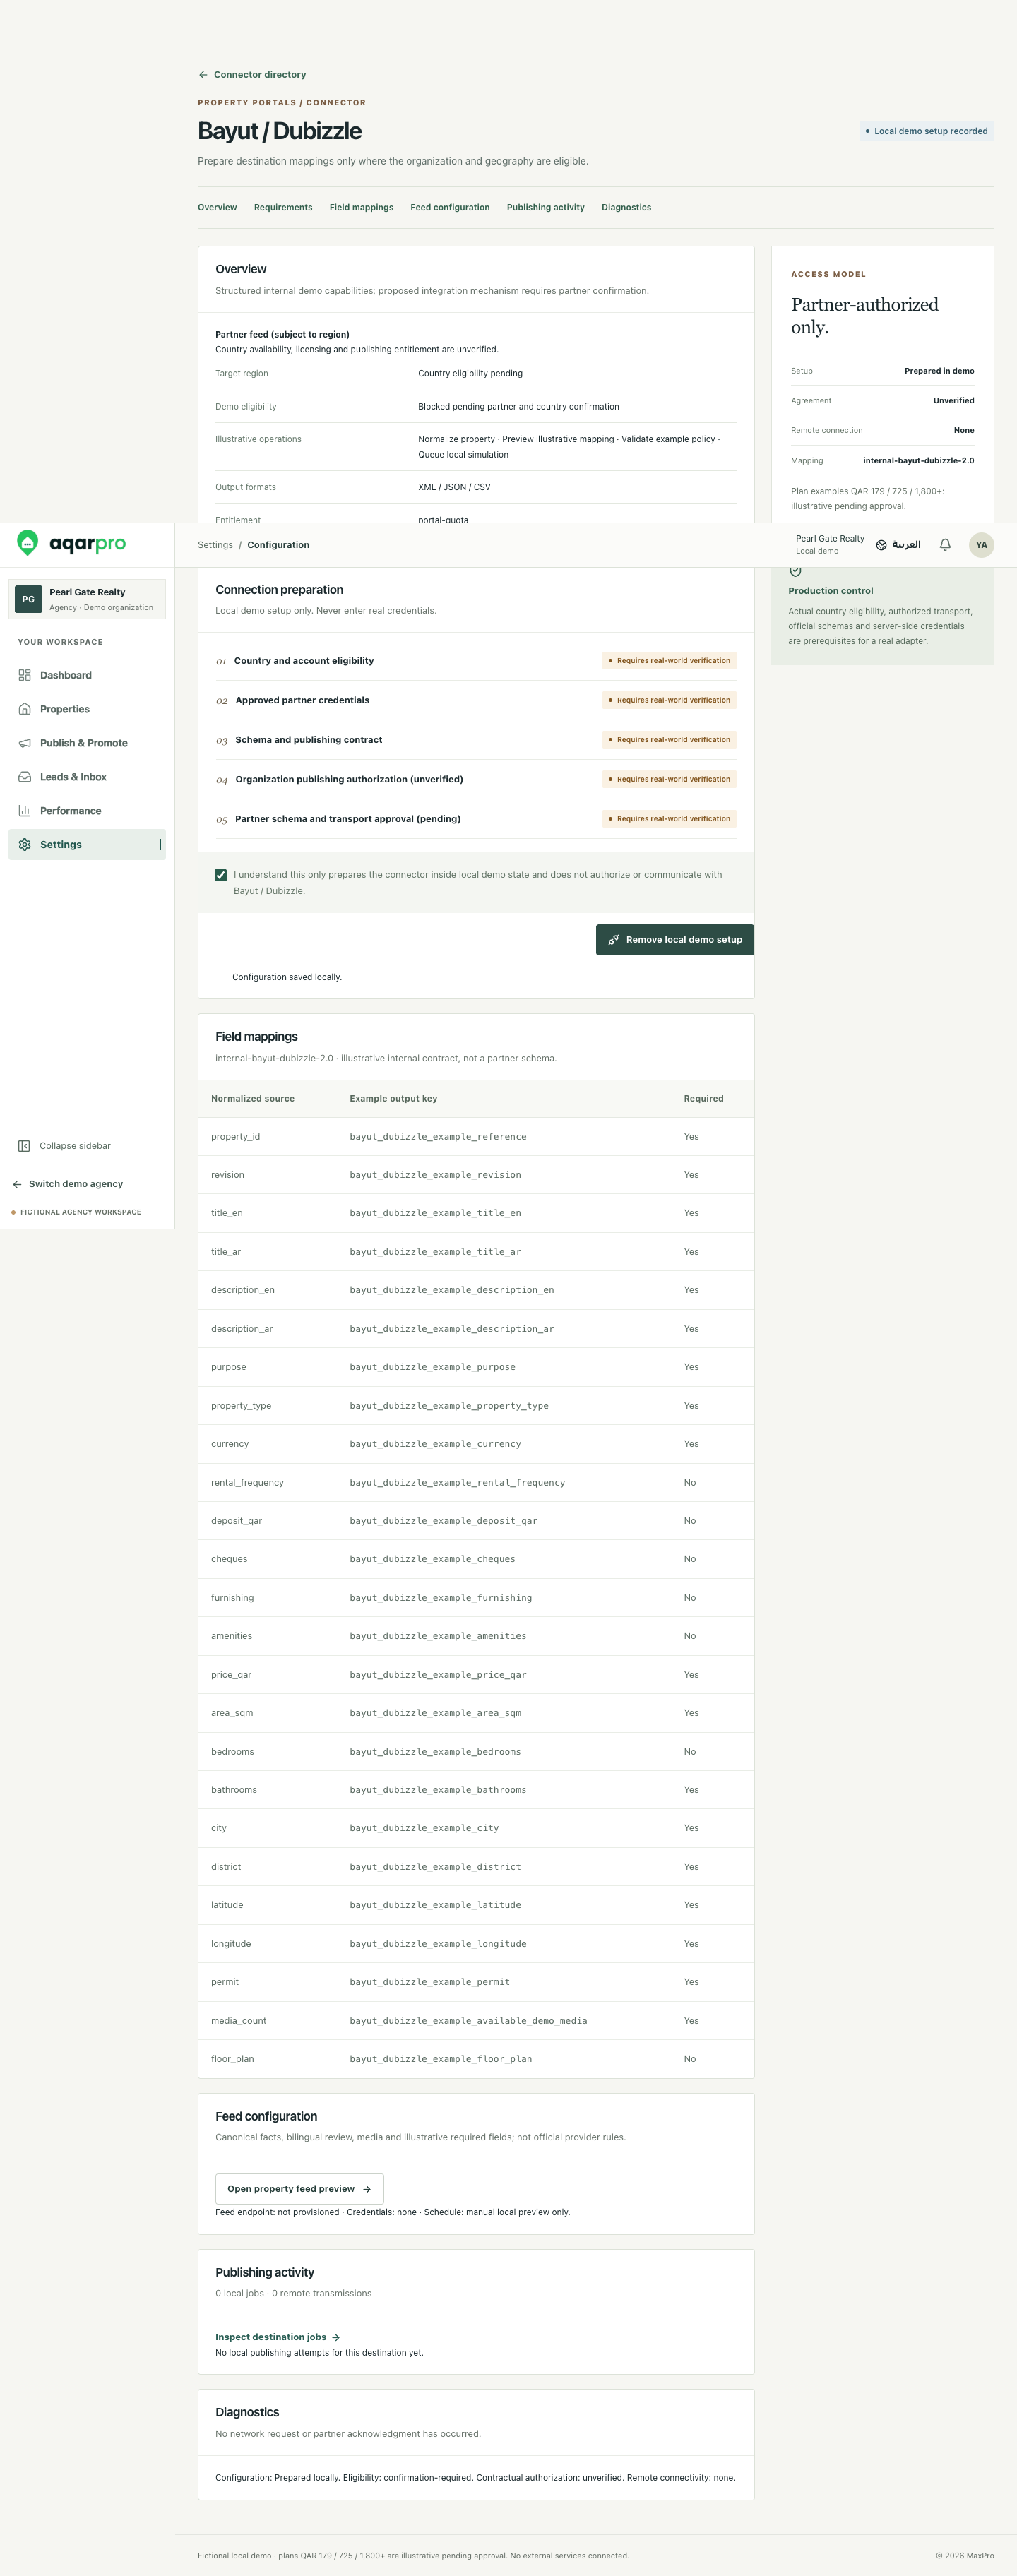 Connector directory
PROPERTY PORTALS / CONNECTOR
Bayut / Dubizzle
Local demo setup recorded
Prepare destination mappings only where the organization and geography are eligible.
Overview Requirements Field mappings Feed configuration Publishing activity Diagnostics
Overview
Structured internal demo capabilities; proposed integration mechanism requires partner confirmation.
Partner feed (subject to region)
Country availability, licensing and publishing entitlement are unverified.
Target region Country eligibility pending
Demo eligibility Blocked pending partner and country confirmation
Illustrative operations Normalize property · Preview illustrative mapping · Validate example policy ·
Queue local simulation
Output formats XML / JSON / CSV
Entitlement portal-quota
ACCESS MODEL
Partner-authorized
only.
Setup Prepared in demo
Agreement Unverified
Remote connection None
Mapping internal-bayut-dubizzle-2.0
Plan examples QAR 179 / 725 / 1,800+:
illustrative pending approval.
aqarpro
Settings / Configuration
Pearl Gate Realty
Local demo
العربية
YA
PG
Pearl Gate Realty
Agency · Demo organization
YOUR WORKSPACE
Dashboard
Properties
Publish & Promote
Leads & Inbox
Performance
Settings
Collapse sidebar
Switch demo agency
FICTIONAL AGENCY WORKSPACE
Connection preparation
Local demo setup only. Never enter real credentials.
01 Country and account eligibility Requires real-world verification
02 Approved partner credentials Requires real-world verification
03 Schema and publishing contract Requires real-world verification
04 Organization publishing authorization (unverified) Requires real-world verification
05 Partner schema and transport approval (pending) Requires real-world verification
I understand this only prepares the connector inside local demo state and does not authorize or communicate with
Bayut / Dubizzle.
Remove local demo setup
Configuration saved locally.
Production control
Actual country eligibility, authorized transport,
official schemas and server-side credentials
are prerequisites for a real adapter.
Field mappings
internal-bayut-dubizzle-2.0 · illustrative internal contract, not a partner schema.
Normalized source Example output key Required
property_id bayut_dubizzle_example_reference Yes
revision bayut_dubizzle_example_revision Yes
title_en bayut_dubizzle_example_title_en Yes
title_ar bayut_dubizzle_example_title_ar Yes
description_en bayut_dubizzle_example_description_en Yes
description_ar bayut_dubizzle_example_description_ar Yes
purpose bayut_dubizzle_example_purpose Yes
property_type bayut_dubizzle_example_property_type Yes
currency bayut_dubizzle_example_currency Yes
rental_frequency bayut_dubizzle_example_rental_frequency No
deposit_qar bayut_dubizzle_example_deposit_qar No
cheques bayut_dubizzle_example_cheques No
furnishing bayut_dubizzle_example_furnishing No
amenities bayut_dubizzle_example_amenities No
price_qar bayut_dubizzle_example_price_qar Yes
area_sqm bayut_dubizzle_example_area_sqm Yes
bedrooms bayut_dubizzle_example_bedrooms No
bathrooms bayut_dubizzle_example_bathrooms Yes
city bayut_dubizzle_example_city Yes
district bayut_dubizzle_example_district Yes
latitude bayut_dubizzle_example_latitude Yes
longitude bayut_dubizzle_example_longitude Yes
permit bayut_dubizzle_example_permit Yes
media_count bayut_dubizzle_example_available_demo_media Yes
floor_plan bayut_dubizzle_example_floor_plan No
Feed configuration
Canonical facts, bilingual review, media and illustrative required fields; not official provider rules.
Open property feed preview
Feed endpoint: not provisioned · Credentials: none · Schedule: manual local preview only.
Publishing activity
0 local jobs · 0 remote transmissions
Inspect destination jobs
No local publishing attempts for this destination yet.
Diagnostics
No network request or partner acknowledgment has occurred.
Configuration: Prepared locally. Eligibility: confirmation-required. Contractual authorization: unverified. Remote connectivity: none.
Fictional local demo · plans QAR 179 / 725 / 1,800+ are illustrative pending approval. No external services connected.
© 2026 MaxPro